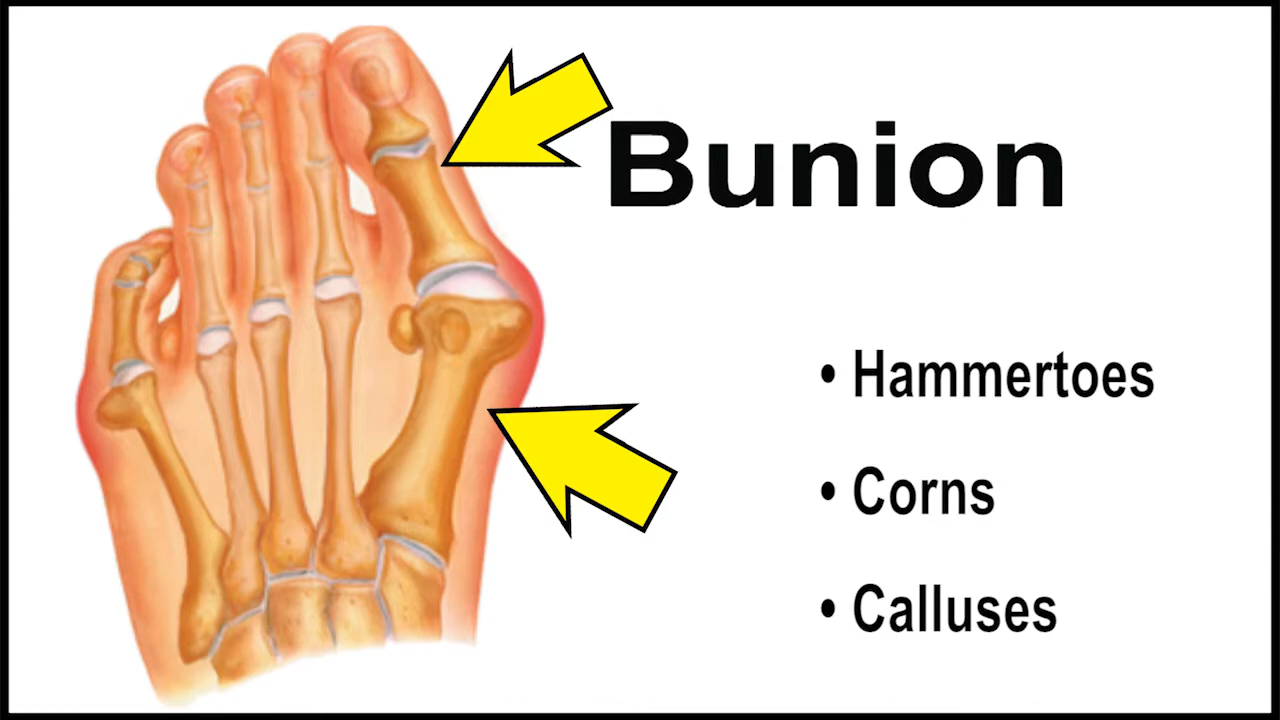 Bunion
• Hammertoes
• Corns
• Calluses